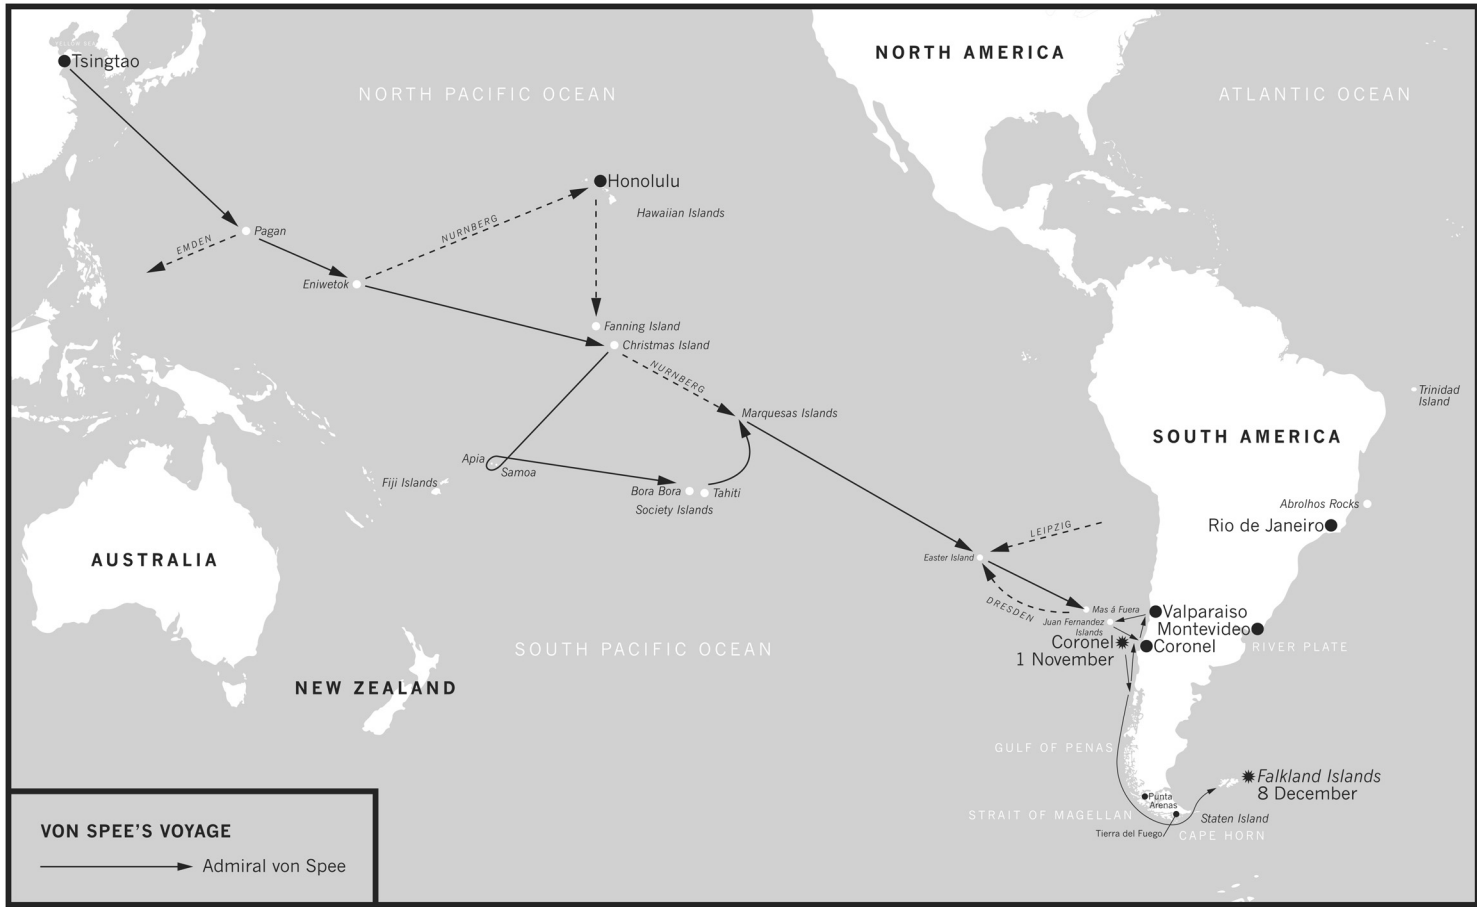 YELLOW SEA
Tsingtao
NORTH PACIFIC OCEAN
NORTH AMERICA
ATLANTIC OCEAN
Honolulu
Hawaiian Islands
NURNBERG
Pagan
EMDEN
Eniwetok
Fanning Island
Christmas Island
NURNBERG
Marquesas Islands
Trinidad
Island
SOUTH AMERICA
Apia
Samoa
Fiji Islands
Bora Bora
Tahiti
Society Islands
Abrolhos Rocks
Rio de Janeiro
LEIPZIG
Easter Island
AUSTRALIA
DRESDEN
Mas á Fuera
Juan Fernandez
Islands
Valparaiso
Montevideo
Coronel
1 November
Coronel
RIVER PLATE
SOUTH PACIFIC OCEAN
NEW ZEALAND
GULF OF PENAS
Falkland Islands
8 December
Punta
Arenas
STRAIT OF MAGELLAN
Staten Island
Tierra del Fuego
CAPE HORN
VON SPEE'S VOYAGE
Admiral von Spee